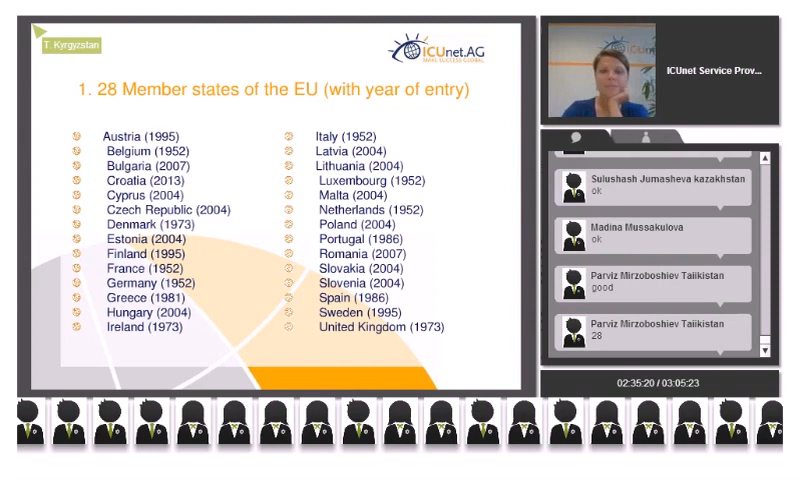 T. Kyrgyzstan
ICUnet.AG
MAKE SUCCESS GLOBAL.
1. 28 Member states of the EU (with year of entry)
Austria (1995)
Belgium (1952)
Bulgaria (2007)
Croatia (2013)
Cyprus (2004)
Czech Republic (2004)
Denmark (1973)
Estonia (2004)
Finland (1995)
France (1952)
Germany (1952)
Greece (1981)
Hungary (2004)
Ireland (1973)
Italy (1952)
Latvia (2004)
Lithuania (2004)
Luxembourg (1952)
Malta (2004)
Netherlands (1952)
Poland (2004)
Portugal (1986)
Romania (2007)
Slovakia (2004)
Slovenia (2004)
Spain (1986)
Sweden (1995)
United Kingdom (1973)
ICUnet Service Prov...
Sulushash Jumasheva kazakhstan
ok
Madina Mussakulova
ok
Parviz Mirzoboshiev Taiikistan
good
Parviz Mirzoboshiev Taiikistan
28
02:35:20 / 03:05:23